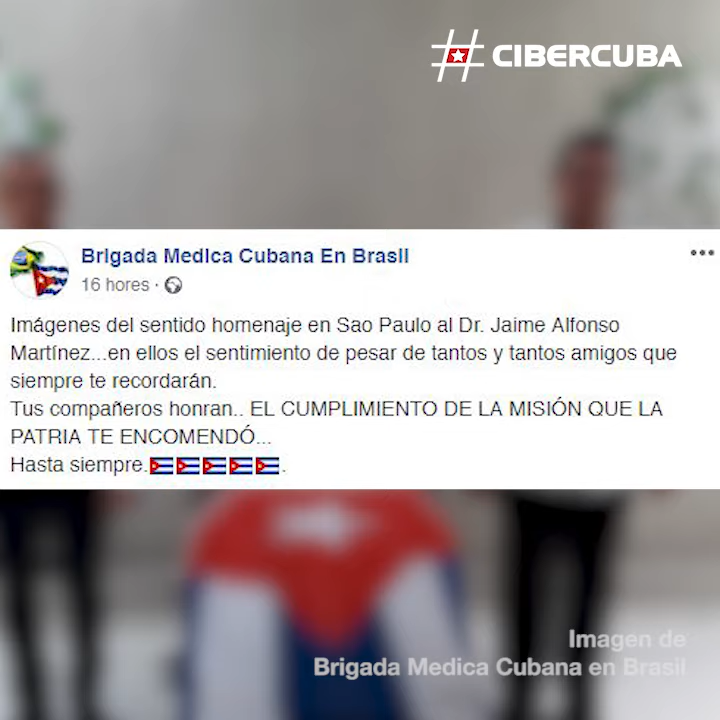 # CIBERCUBA
Brigada Medica Cubana En Brasil
16 hores ·
Imágenes del sentido homenaje en Sao Paulo al Dr. Jaime Alfonso
Martínez...en ellos el sentimiento de pesar de tantos y tantos amigos que
siempre te recordarán.
Tus compañeros honran.. EL CUMPLIMIENTO DE LA MISIÓN QUE LA
PATRIA TE ENCOMENDÓ...
Hasta siempre.🇨🇺🇨🇺🇨🇺🇨🇺🇨🇺.
Imagen de
Brigada Medica Cubana en Brasil